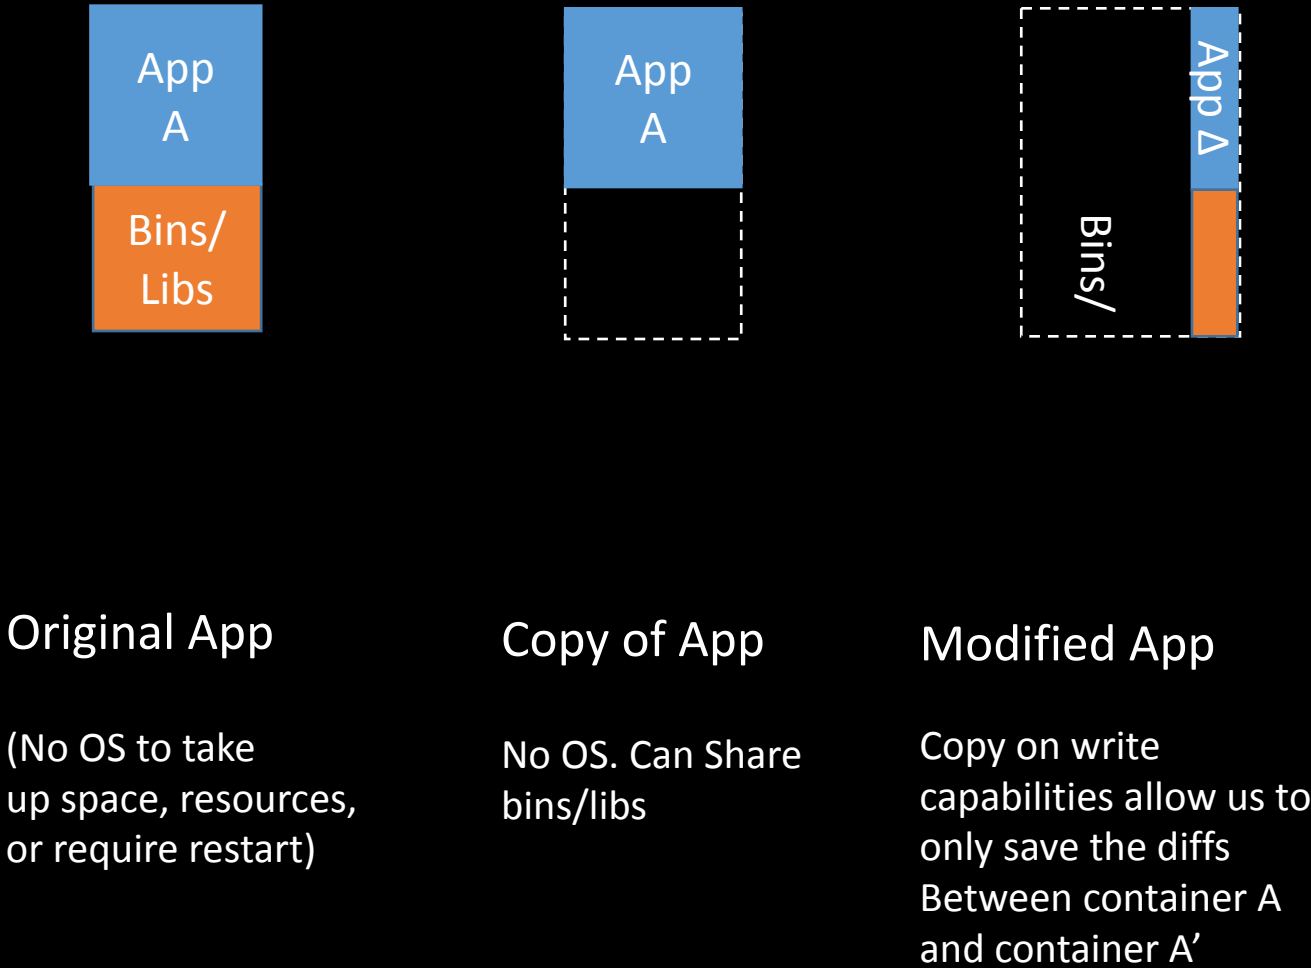 App
A
Bins/
Libs
App
A
App Δ
Bins/
Original App
(No OS to take
up space, resources,
or require restart)
Copy of App
No OS. Can Share
bins/libs
Modified App
Copy on write
capabilities allow us to
only save the diffs
Between container A
and container A’